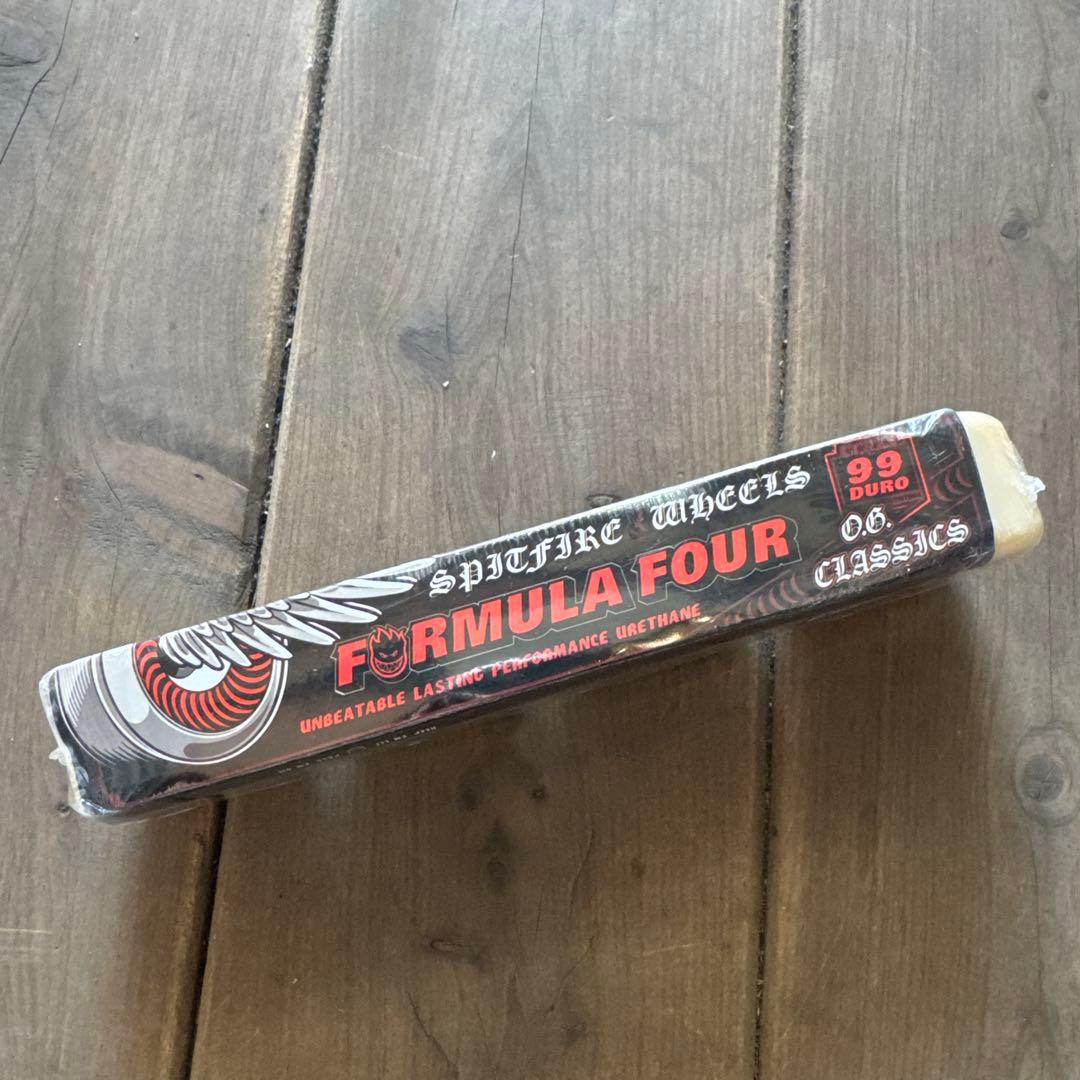 SPITFIRE WHEELS
FORMULA FOUR
UNBEATABLE LASTING PERFORMANCE URETHANE
99
DURO
O.G.
CLASSICS